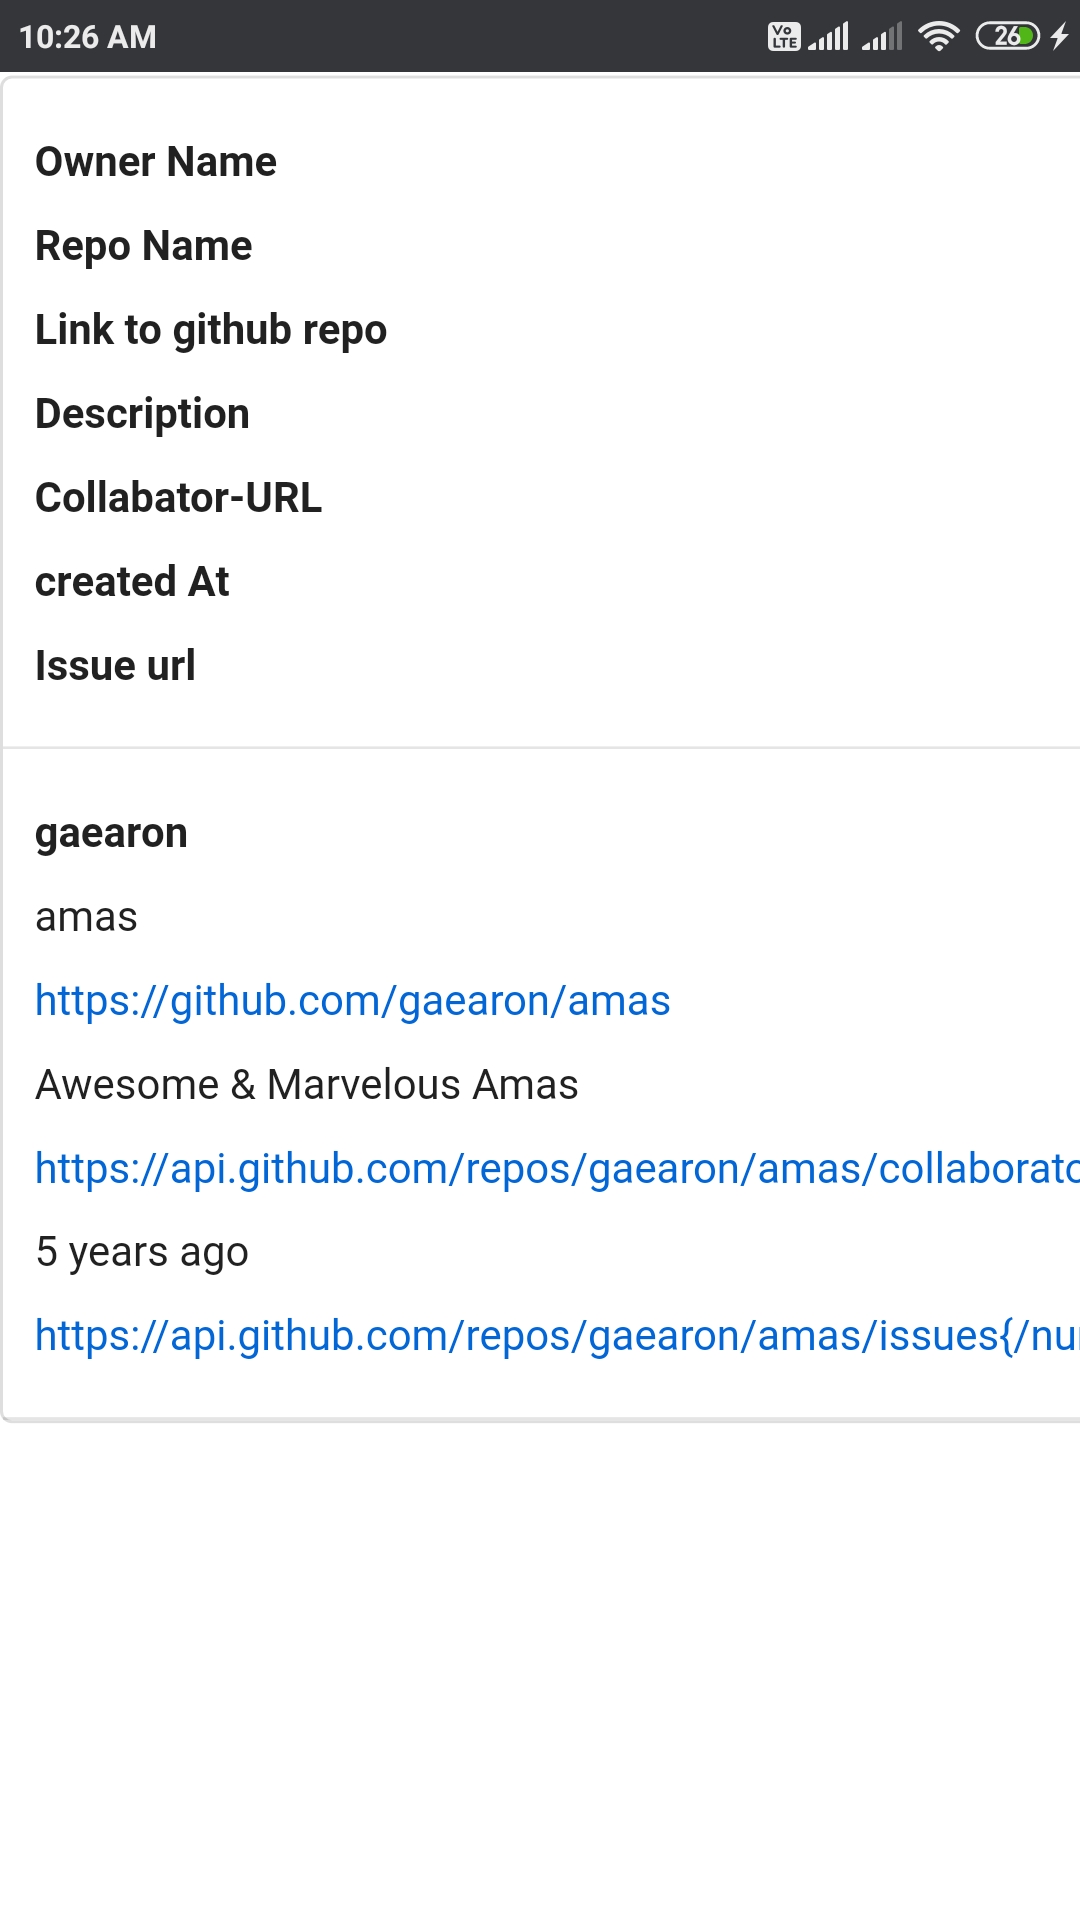 10:26 AM Vo LTE 26
Owner Name
Repo Name
Link to github repo
Description
Collabator-URL
created At
Issue url
gaearon
amas
https://github.com/gaearon/amas
Awesome & Marvelous Amas
https://api.github.com/repos/gaearon/amas/collaborato
5 years ago
https://api.github.com/repos/gaearon/amas/issues{/nu